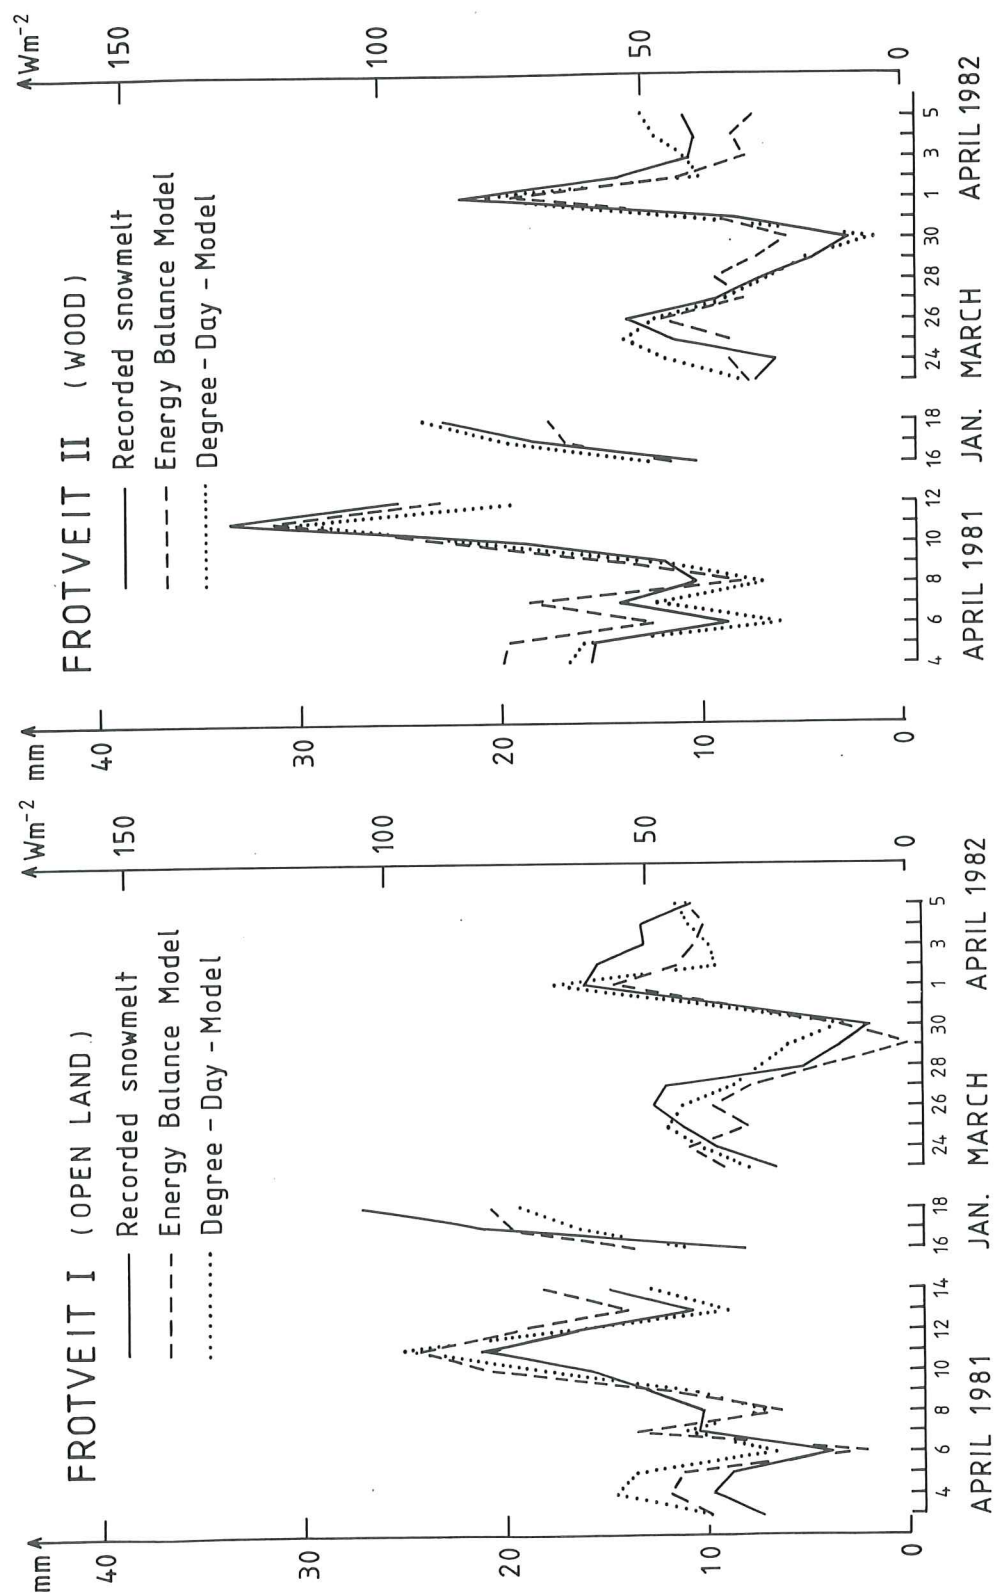 FROTVEIT I (OPEN LAND)
Recorded snowmelt
Energy Balance Model
Degree-Day-Model
mm
40
30
20
10
0
Wm-2
150
100
50
0
4 6 8 10 12 14
16 18
24 26 28 30 1 3 5
APRIL 1981 JAN. MARCH APRIL 1982
FROTVEIT II (WOOD)
Recorded snowmelt
Energy Balance Model
Degree-Day-Model
mm
40
30
20
10
0
Wm-2
150
100
50
0
4 6 8 10 12
16 18
24 26 28 30 1 3 5
APRIL 1981 JAN. MARCH APRIL 1982